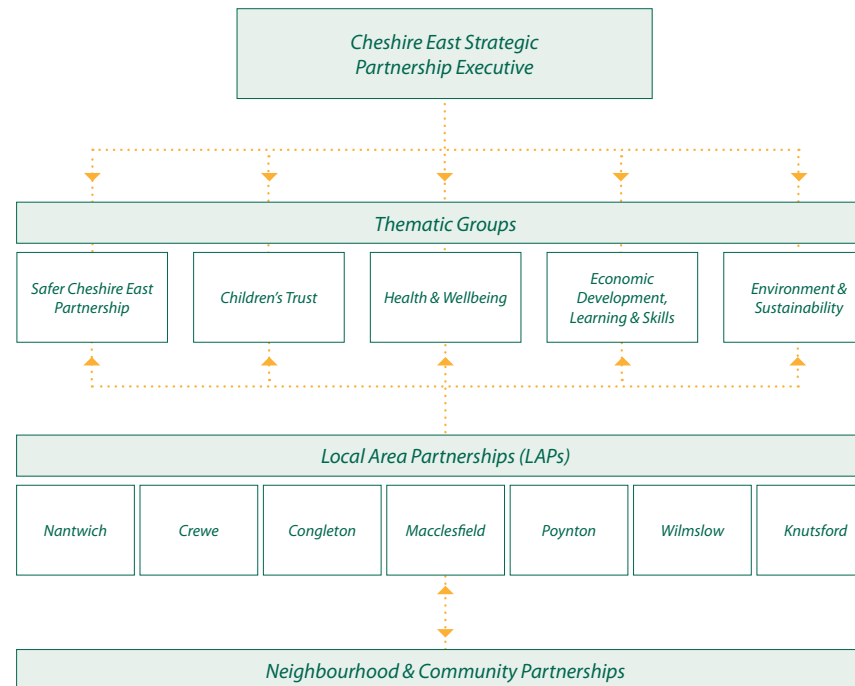 Cheshire East Strategic
Partnership Executive
Thematic Groups
Safer Cheshire East
Partnership
Children's Trust
Health & Wellbeing
Economic
Development,
Learning & Skills
Environment &
Sustainability
Local Area Partnerships (LAPs)
Nantwich
Crewe
Congleton
Macclesfield
Poynton
Wilmslow
Knutsford
Neighbourhood & Community Partnerships